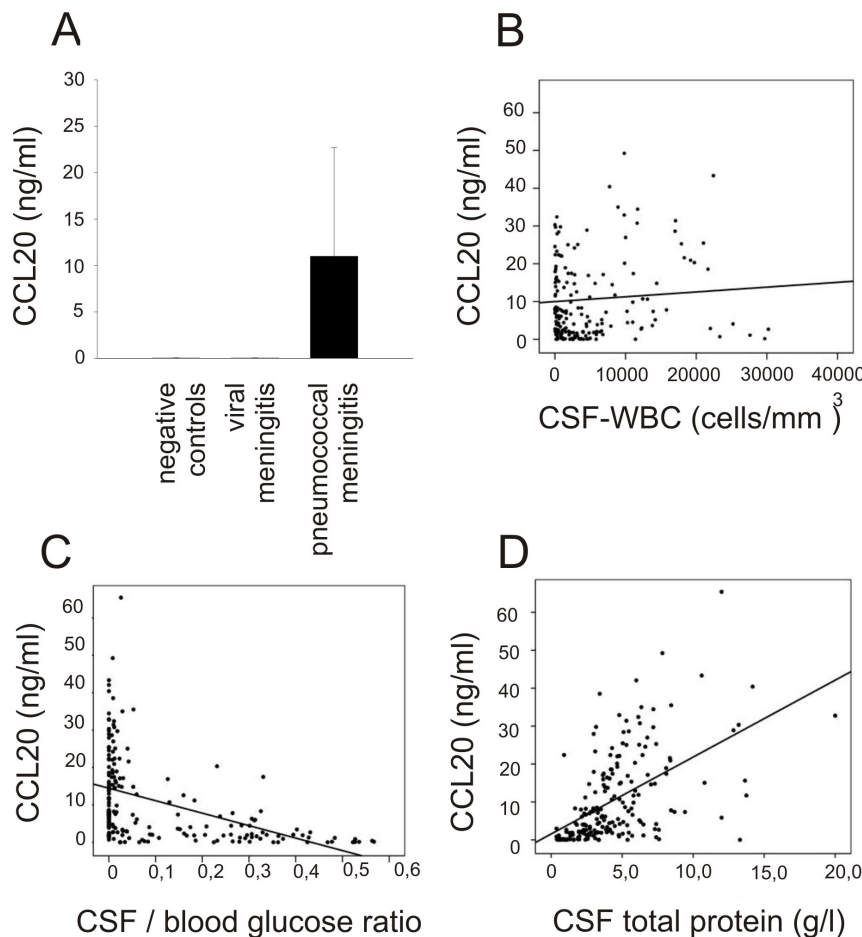 A
CCL20 (ng/ml)
30
25
20
15
10
5
0
negative
controls
viral
meningitis
pneumococcal
meningitis
B
CCL20 (ng/ml)
60
50
40
30
20
10
0
0 10000 20000 30000 40000
CSF-WBC (cells/mm³)
C
CCL20 (ng/ml)
60
50
40
30
20
10
0
0 0,1 0,2 0,3 0,4 0,5 0,6
CSF / blood glucose ratio
D
CCL20 (ng/ml)
60
50
40
30
20
10
0
0 5,0 10,0 15,0 20,0
CSF total protein (g/l)